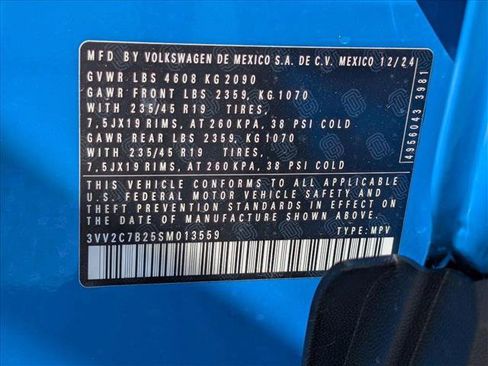 MFD BY VOLKSWAGEN DE MEXICO S.A. DE C.V. MEXICO 12/24
GVWR LBS 4608 KG 2090
GAWR FRONT LBS 2359, KG 1070
WITH 235/45 R19 TIRES,
7,5JX19 RIMS, AT 260 KPA, 38 PSI COLD
GAWR REAR LBS 2359, KG 1070
WITH 235/45 R19 TIRES,
7,5JX19 RIMS, AT 260 KPA, 38 PSI COLD
THIS VEHICLE CONFORMS TO ALL APPLICABLE
U.S. FEDERAL MOTOR VEHICLE SAFETY AND
THEFT PREVENTION STANDARDS IN EFFECT ON
THE DATE OF MANUFACTURE SHOWN ABOVE.
3VV2C7B25SM013559 TYPE: MPV
4956043 3981